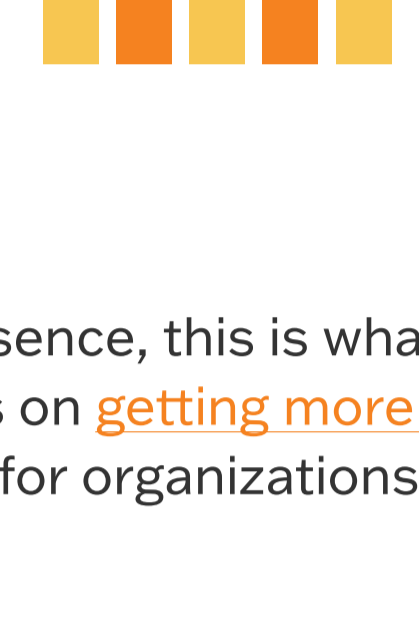 sence, this is wha
s on getting more
for organizations